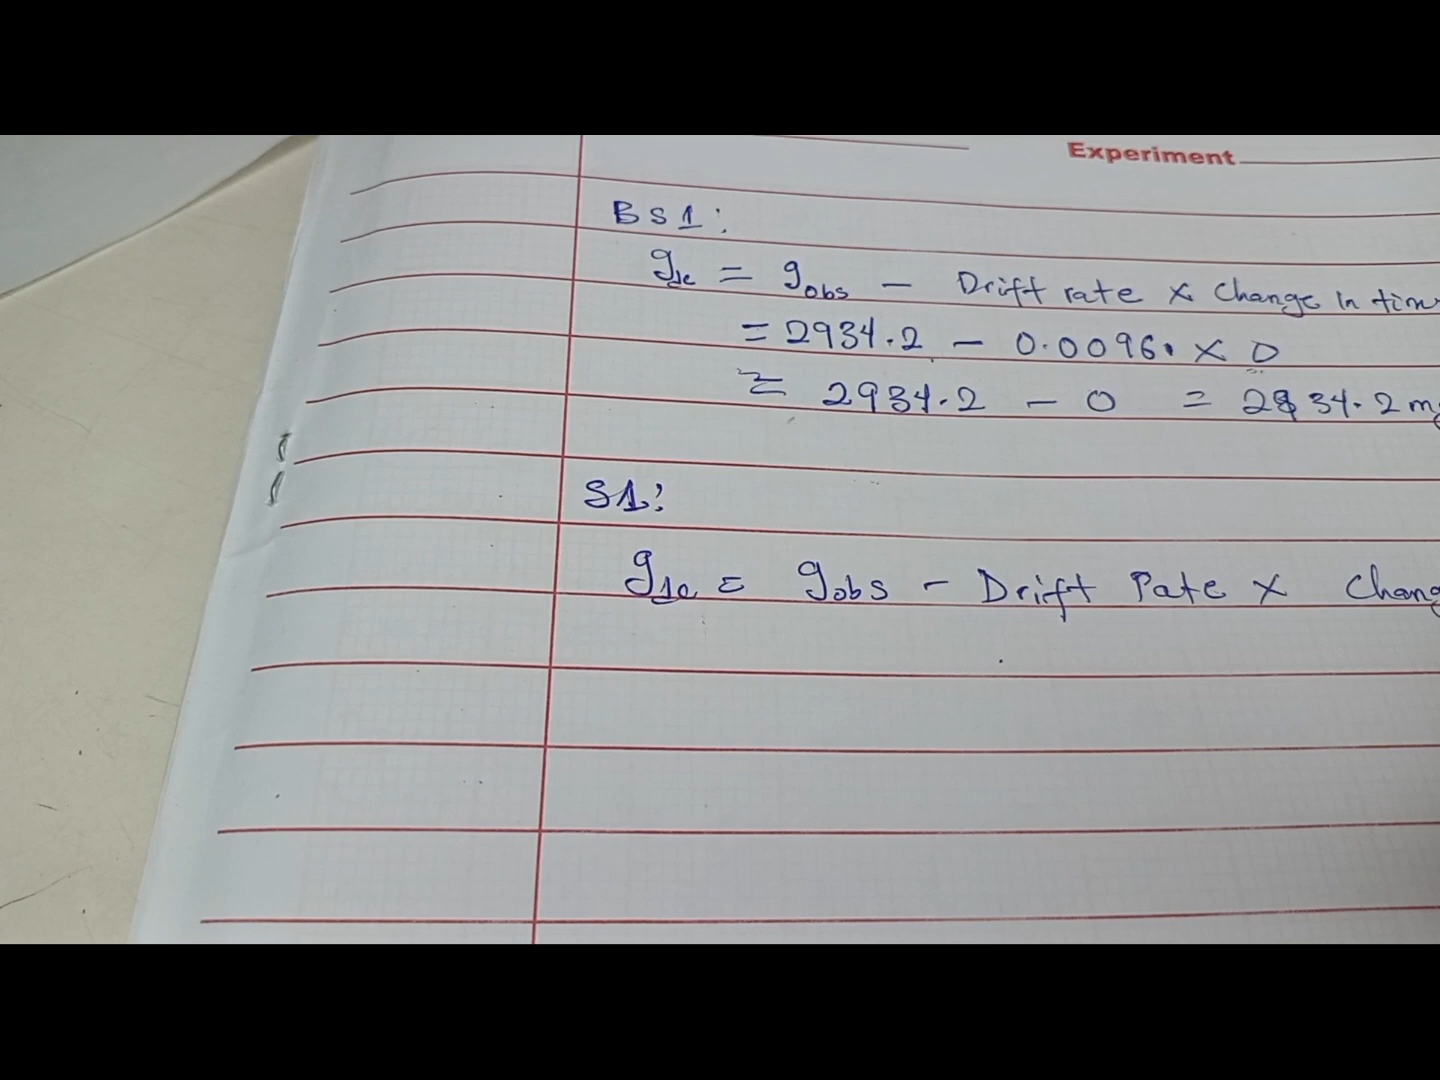 Experiment
BS1:
g1c = gobs - Drift rate x Change in time
= 2934.2 - 0.0096 x 0
= 2934.2 - 0 = 2934.2 mg
S1:
g1c = gobs - Drift Rate x Chang